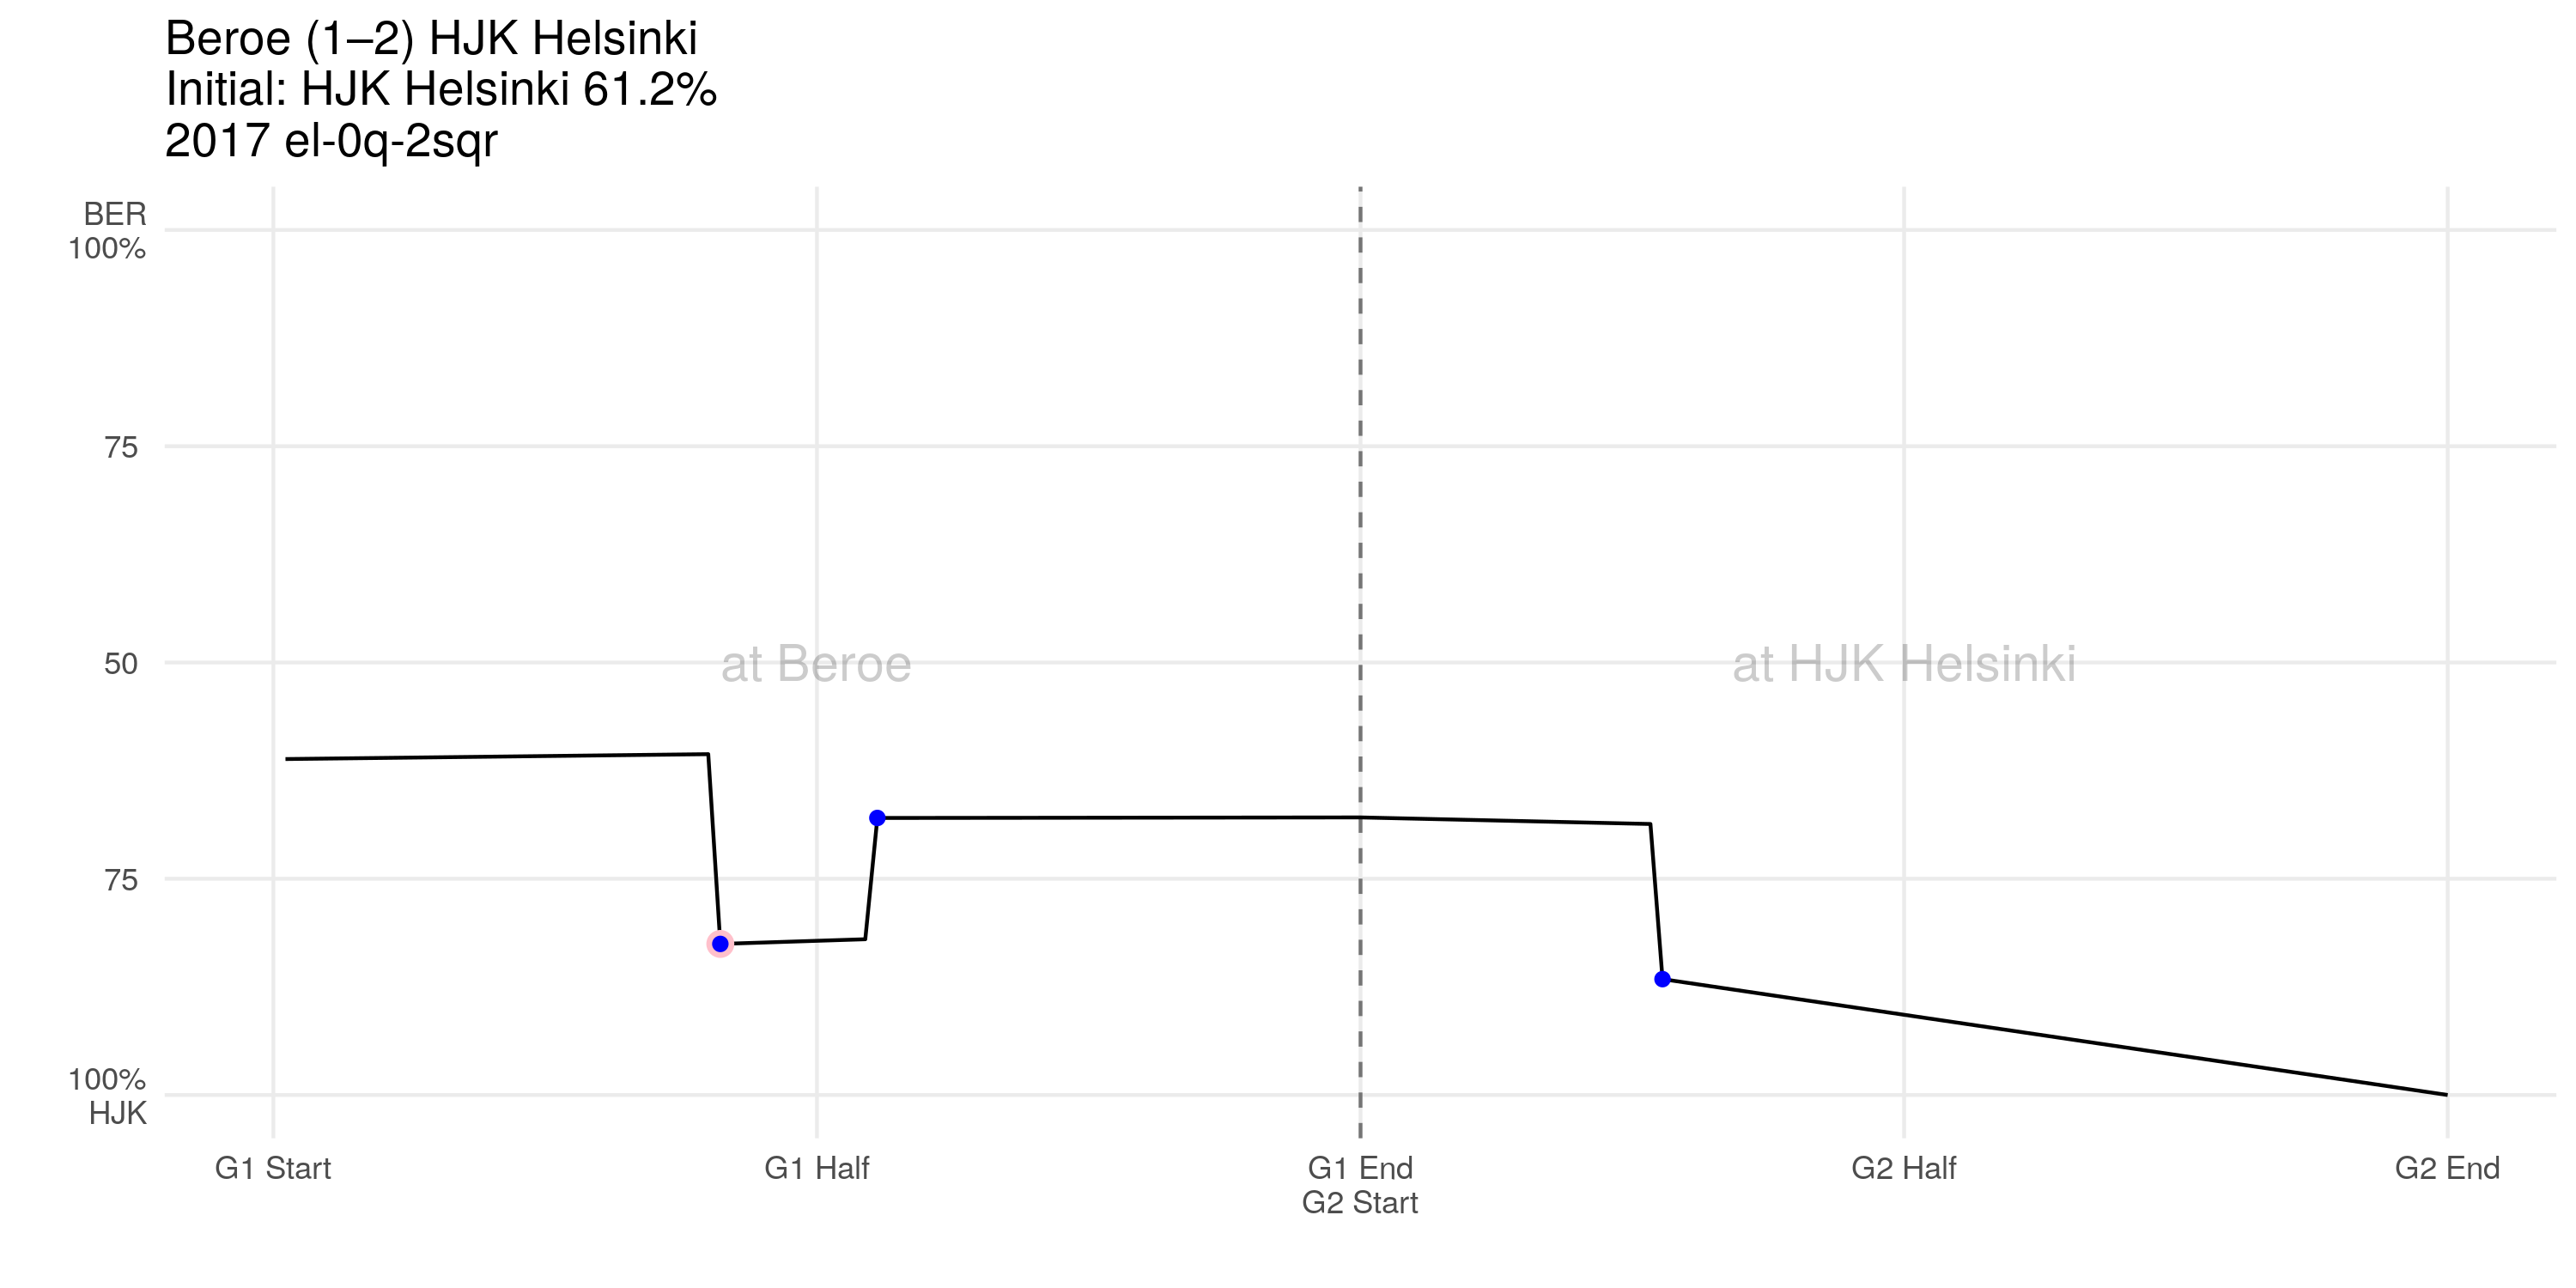 Beroe (1–2) HJK Helsinki
Initial: HJK Helsinki 61.2%
2017 el-0q-2sqr
BER
100%
75
50
75
100%
HJK
at Beroe
at HJK Helsinki
G1 Start
G1 Half
G1 End
G2 Start
G2 Half
G2 End